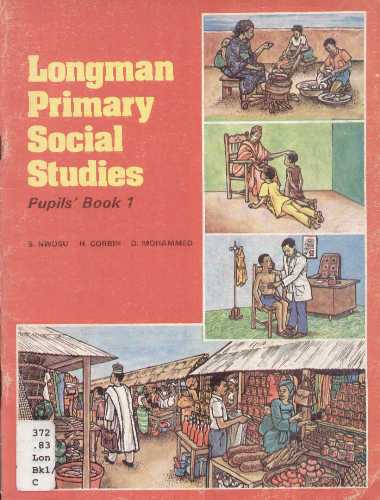 Longman
Primary
Social
Studies
Pupils' Book 1
S. NWOSU H. CORBIN D. MOHAMMED
372
.83
Lon
Bk1/
C